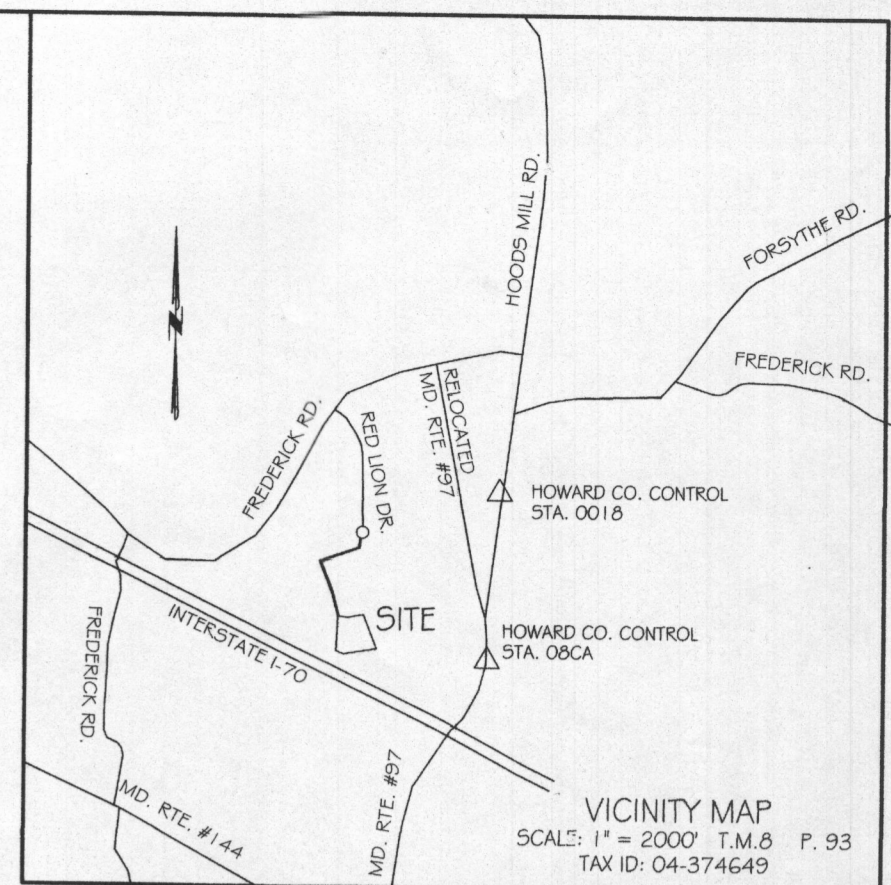 HOODS MILL RD.
FORSYTHE RD.
FREDERICK RD.
RELOCATED
MD. RTE. #97
FREDERICK RD.
RED LION DR.
HOWARD CO. CONTROL
STA. 0018
N
SITE
INTERSTATE I-70
HOWARD CO. CONTROL
STA. 08CA
FREDERICK RD.
MD. RTE. #97
MD. RTE. #144
VICINITY MAP
SCALE: 1" = 2000' T.M.8 P. 93
TAX ID: 04-374649